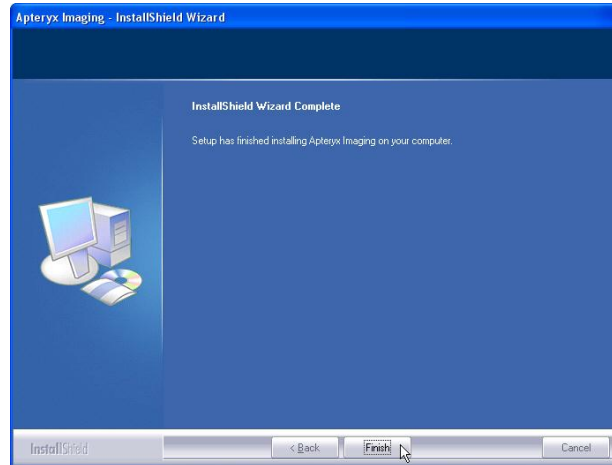 Apteryx Imaging - InstallShield Wizard
InstallShield Wizard Complete
Setup has finished installing Apteryx Imaging on your computer.
InstallShield
< Back
Finish
Cancel